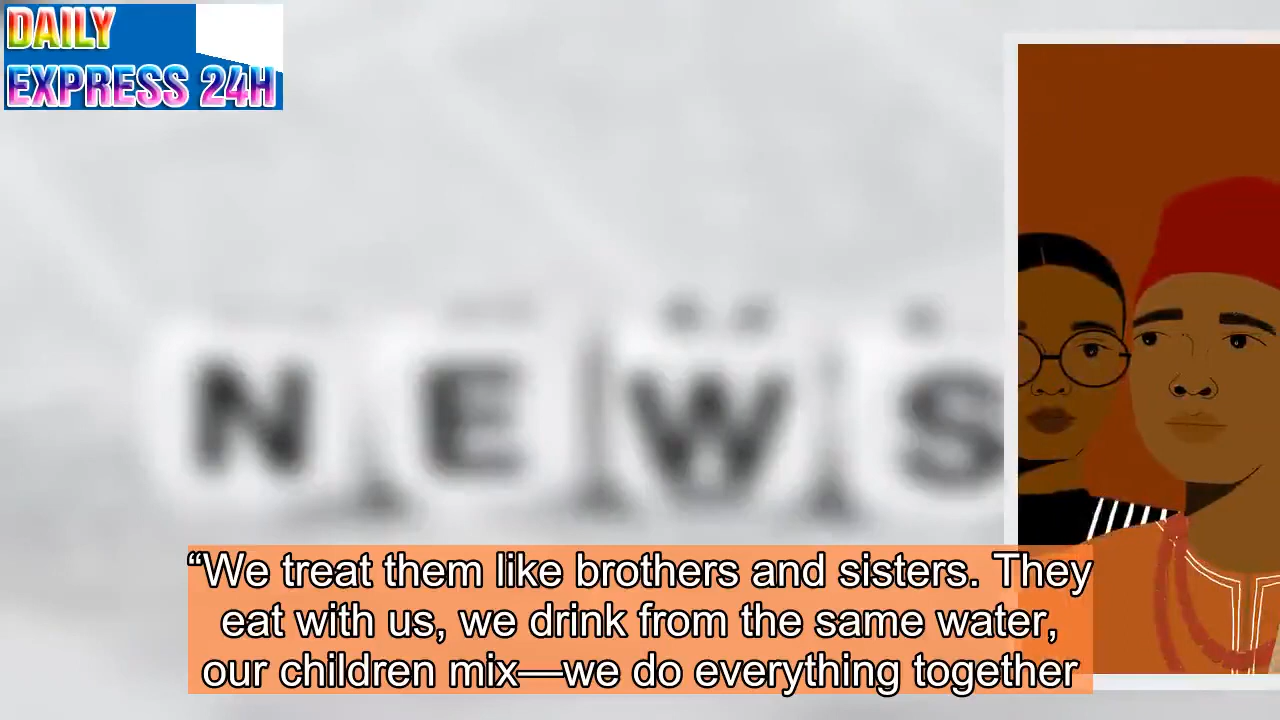 DAILY
EXPRESS 24H
NEWS
“We treat them like brothers and sisters. They
eat with us, we drink from the same water,
our children mix—we do everything together